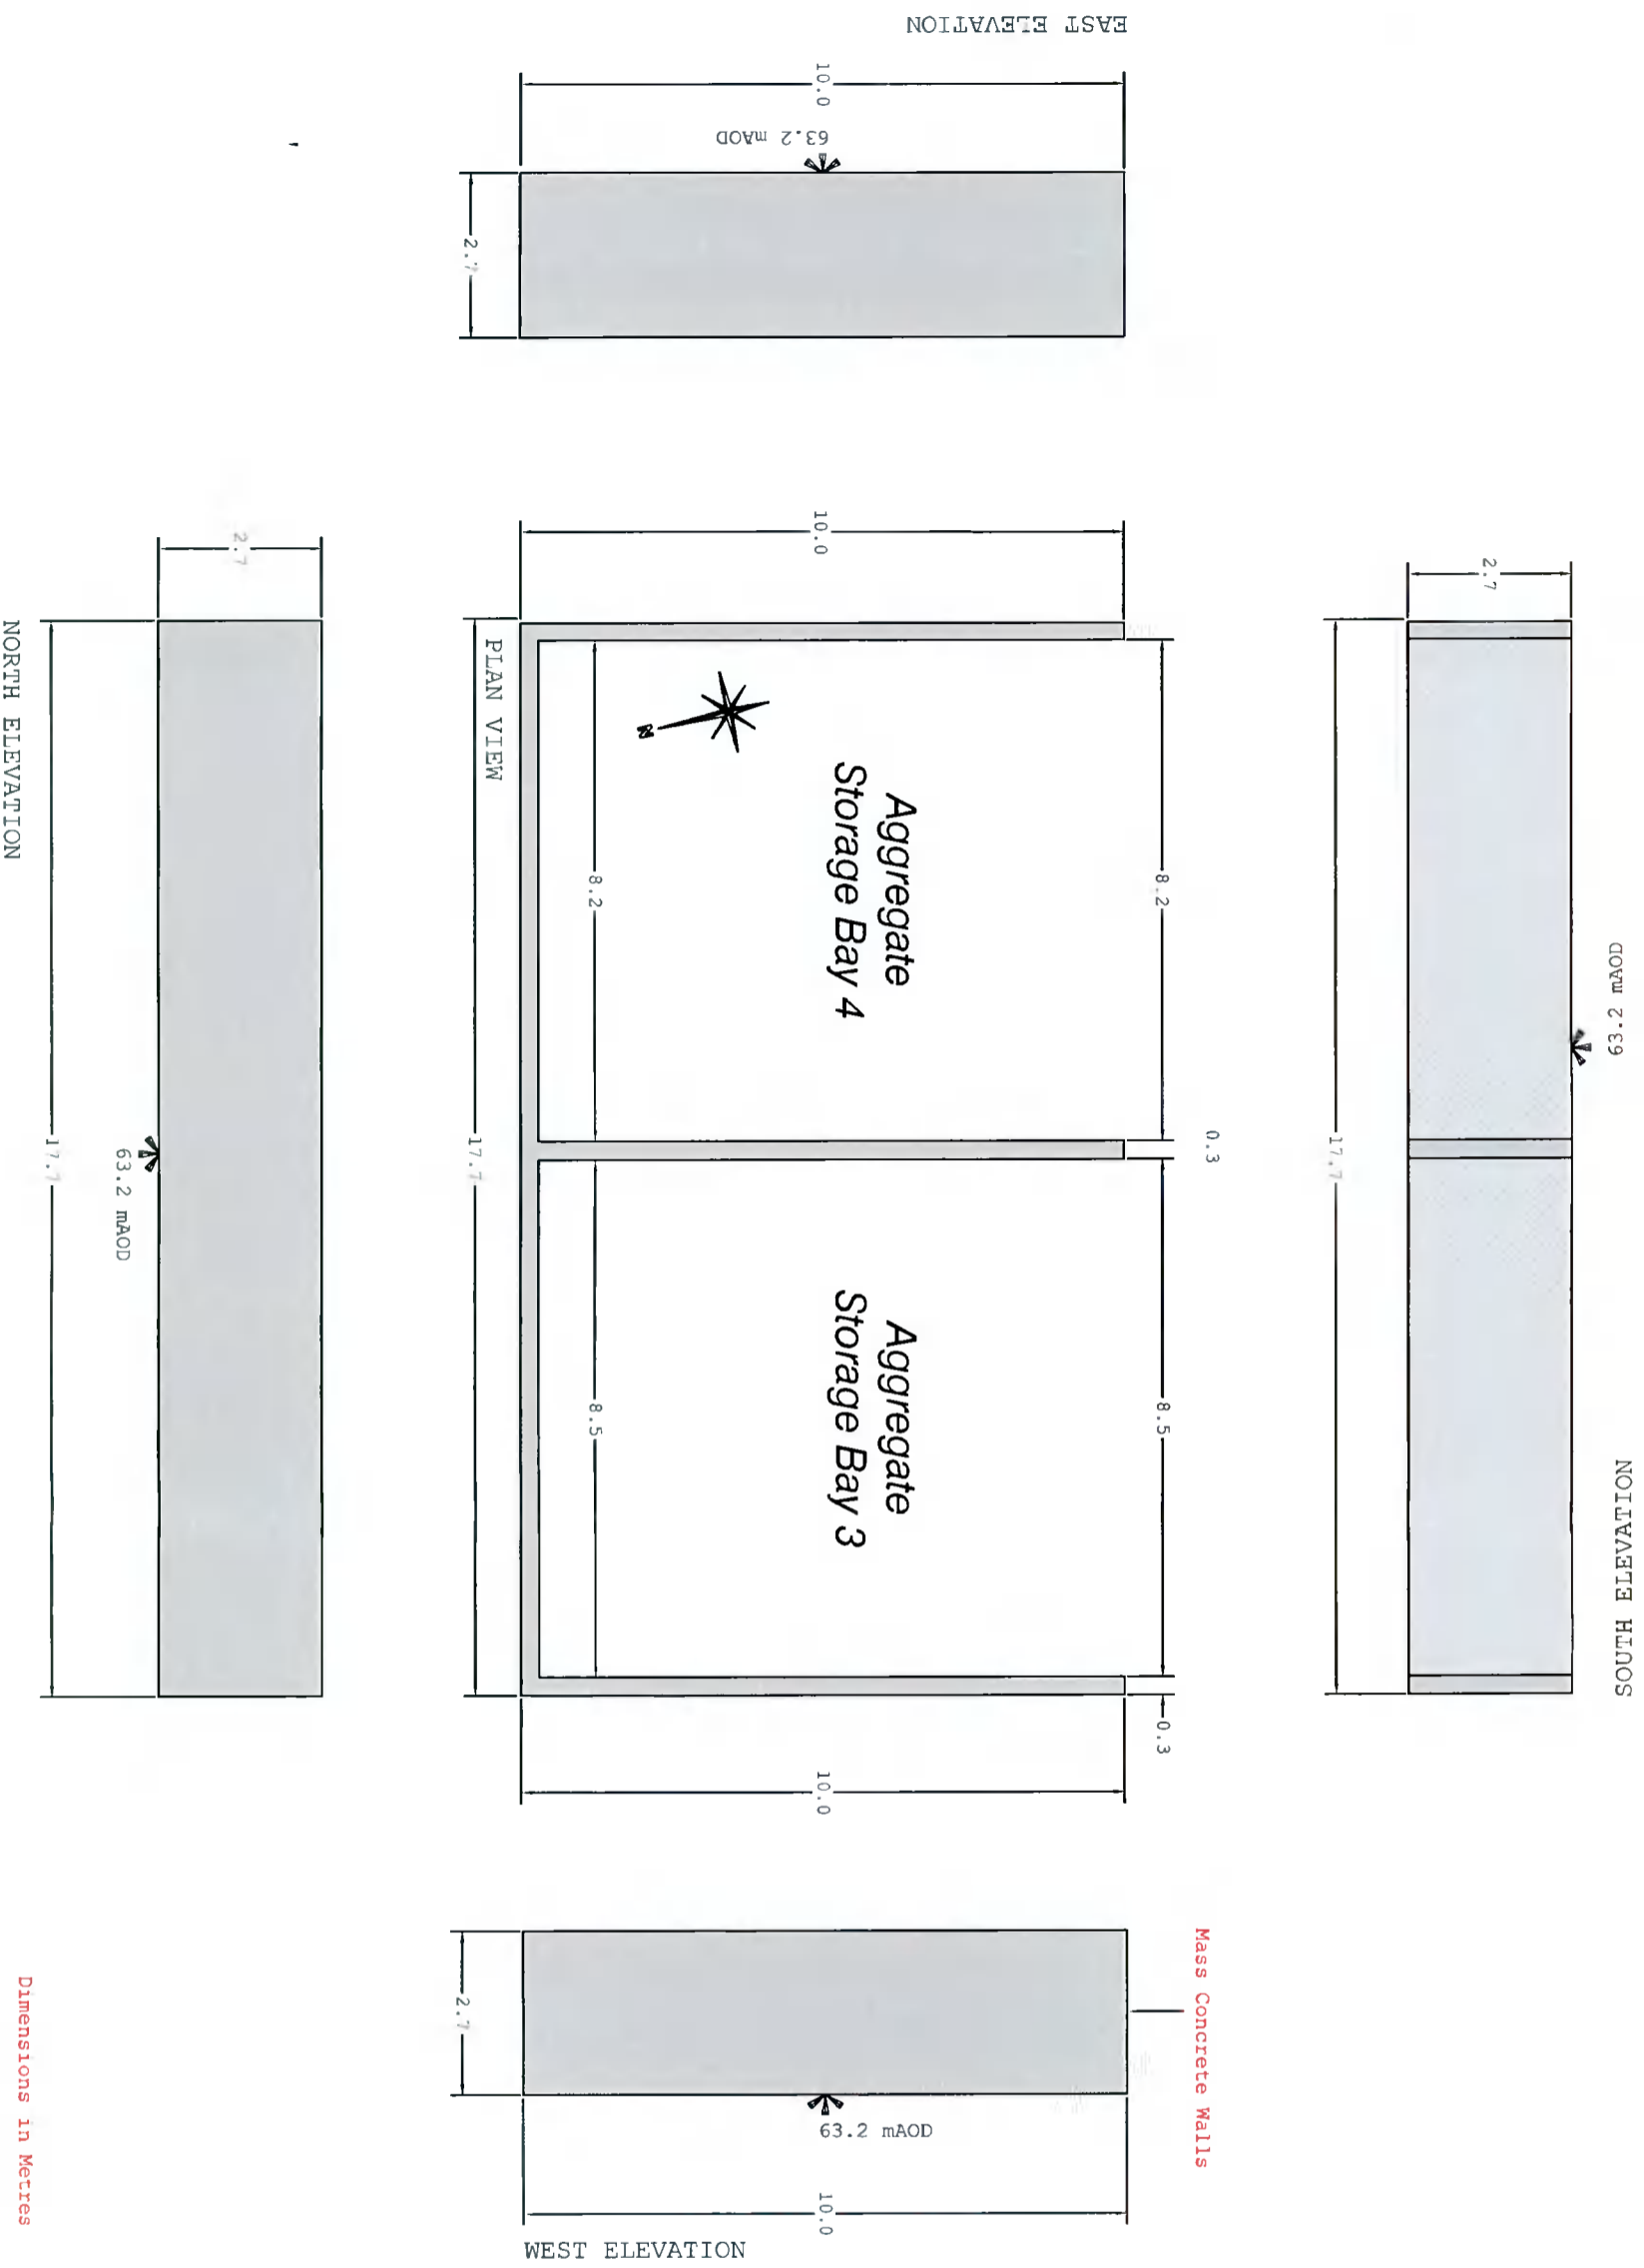 EAST ELEVATION
10.0
63.2 mAOD
2.7
SOUTH ELEVATION
63.2 mAOD
2.7
17.7
10.0
8.2
0.3
8.5
0.3
Aggregate
Storage Bay 4
Aggregate
Storage Bay 3
N
8.2
8.5
10.0
PLAN VIEW
17.7
2.7
63.2 mAOD
17.7
NORTH ELEVATION
Mass Concrete Walls
2.7
63.2 mAOD
10.0
WEST ELEVATION
Dimensions in Metres